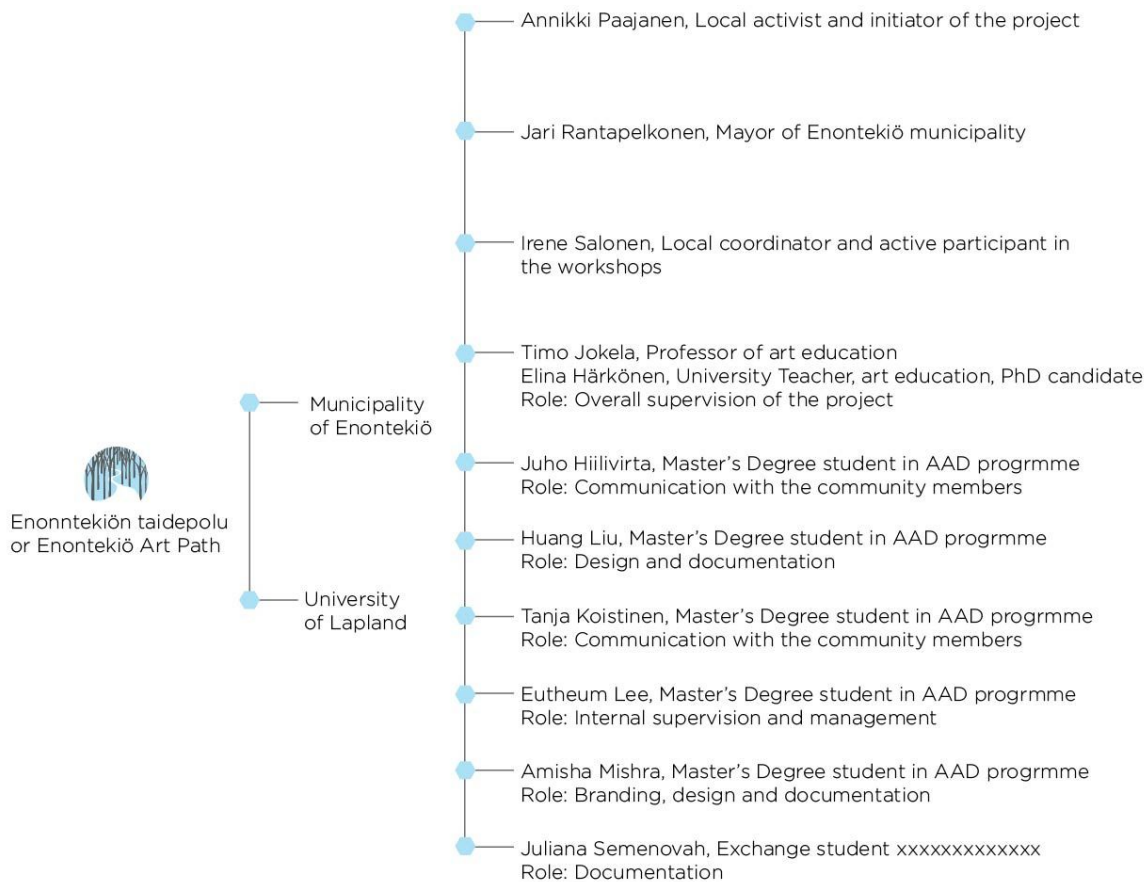 Annikki Paajanen, Local activist and initiator of the project
Jari Rantapelkonen, Mayor of Enontekiö municipality
Irene Salonen, Local coordinator and active participant in
the workshops
Timo Jokela, Professor of art education
Elina Härkönen, University Teacher, art education, PhD candidate
Role: Overall supervision of the project
Municipality
of Enontekiö
Juho Hiilivirta, Master's Degree student in AAD progrmme
Role: Communication with the community members
Enonntekiön taidepolu
or Enontekiö Art Path
Huang Liu, Master's Degree student in AAD progrmme
Role: Design and documentation
University
of Lapland
Tanja Koistinen, Master's Degree student in AAD progrmme
Role: Communication with the community members
Eutheum Lee, Master's Degree student in AAD progrmme
Role: Internal supervision and management
Amisha Mishra, Master's Degree student in AAD progrmme
Role: Branding, design and documentation
Juliana Semenovah, Exchange student xxxxxxxxxxxxx
Role: Documentation